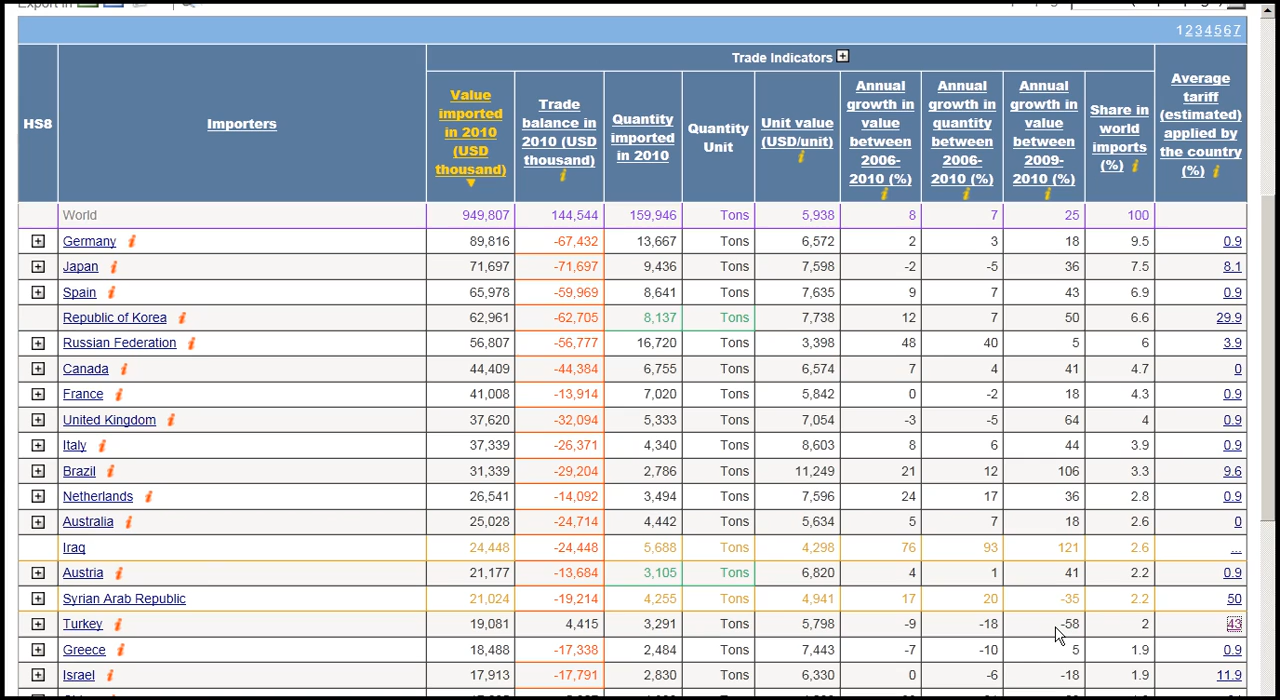 Export in
1 2 3 4 5 6 7
HS8 Importers Trade Indicators
Value imported in 2010 (USD thousand) Trade balance in 2010 (USD thousand) Quantity imported in 2010 Quantity Unit Unit value (USD/unit) Annual growth in value between 2006-2010 (%) Annual growth in quantity between 2006-2010 (%) Annual growth in value between 2009-2010 (%) Share in world imports (%) Average tariff (estimated) applied by the country (%)
World 949,807 144,544 159,946 Tons 5,938 8 7 25 100
Germany i 89,816 -67,432 13,667 Tons 6,572 2 3 18 9.5 0.9
Japan i 71,697 -71,697 9,436 Tons 7,598 -2 -5 36 7.5 8.1
Spain i 65,978 -59,969 8,641 Tons 7,635 9 7 43 6.9 0.9
Republic of Korea i 62,961 -62,705 8,137 Tons 7,738 12 7 50 6.6 29.9
Russian Federation i 56,807 -56,777 16,720 Tons 3,398 48 40 5 6 3.9
Canada i 44,409 -44,384 6,755 Tons 6,574 7 4 41 4.7 0
France i 41,008 -13,914 7,020 Tons 5,842 0 -2 18 4.3 0.9
United Kingdom i 37,620 -32,094 5,333 Tons 7,054 -3 -5 64 4 0.9
Italy i 37,339 -26,371 4,340 Tons 8,603 8 6 44 3.9 0.9
Brazil i 31,339 -29,204 2,786 Tons 11,249 21 12 106 3.3 9.6
Netherlands i 26,541 -14,092 3,494 Tons 7,596 24 17 36 2.8 0.9
Australia i 25,028 -24,714 4,442 Tons 5,634 5 7 18 2.6 0
Iraq 24,448 -24,448 5,688 Tons 4,298 76 93 121 2.6 ...
Austria i 21,177 -13,684 3,105 Tons 6,820 4 1 41 2.2 0.9
Syrian Arab Republic 21,024 -19,214 4,255 Tons 4,941 17 20 -35 2.2 50
Turkey i 19,081 4,415 3,291 Tons 5,798 -9 -18 -58 2 43
Greece i 18,488 -17,338 2,484 Tons 7,443 -7 -10 5 1.9 0.9
Israel i 17,913 -17,791 2,830 Tons 6,330 0 -6 -18 1.9 11.9